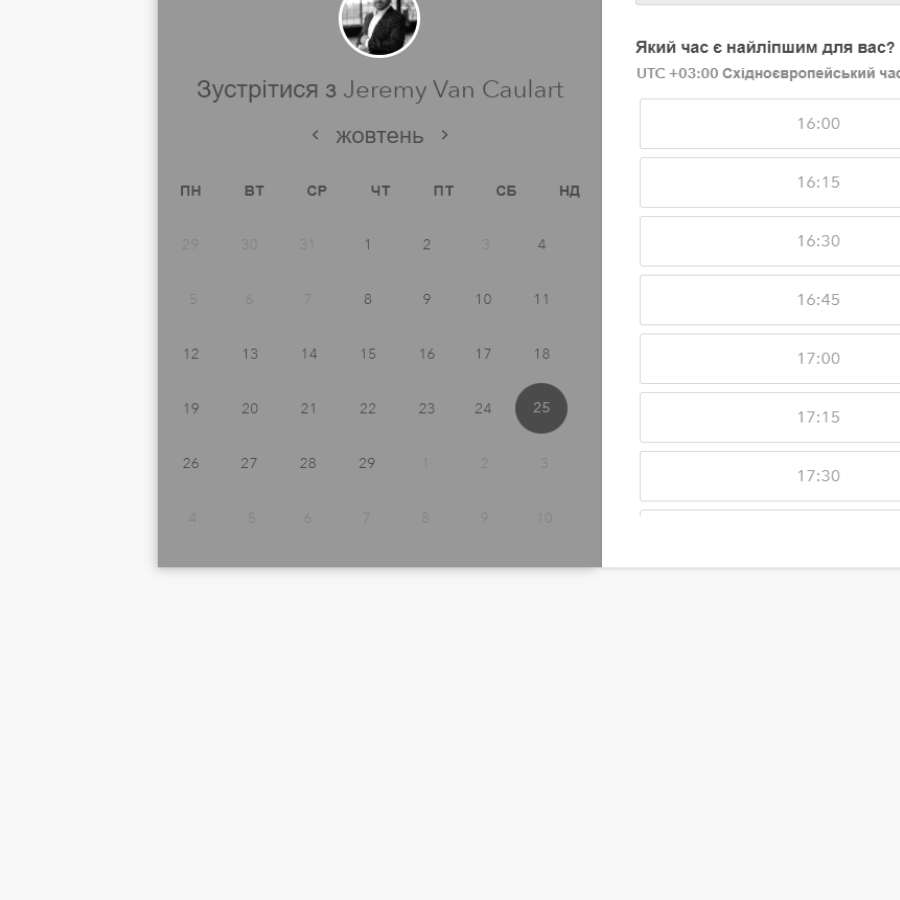 Зустрітися з Jeremy Van Caulart
‹ жовтень ›
ПН ВТ СР ЧТ ПТ СБ НД
29 30 31 1 2 3 4
5 6 7 8 9 10 11
12 13 14 15 16 17 18
19 20 21 22 23 24 25
26 27 28 29 1 2 3
4 5 6 7 8 9 10
Який час є найліпшим для вас?
UTC +03:00 Східноєвропейський час
16:00
16:15
16:30
16:45
17:00
17:15
17:30